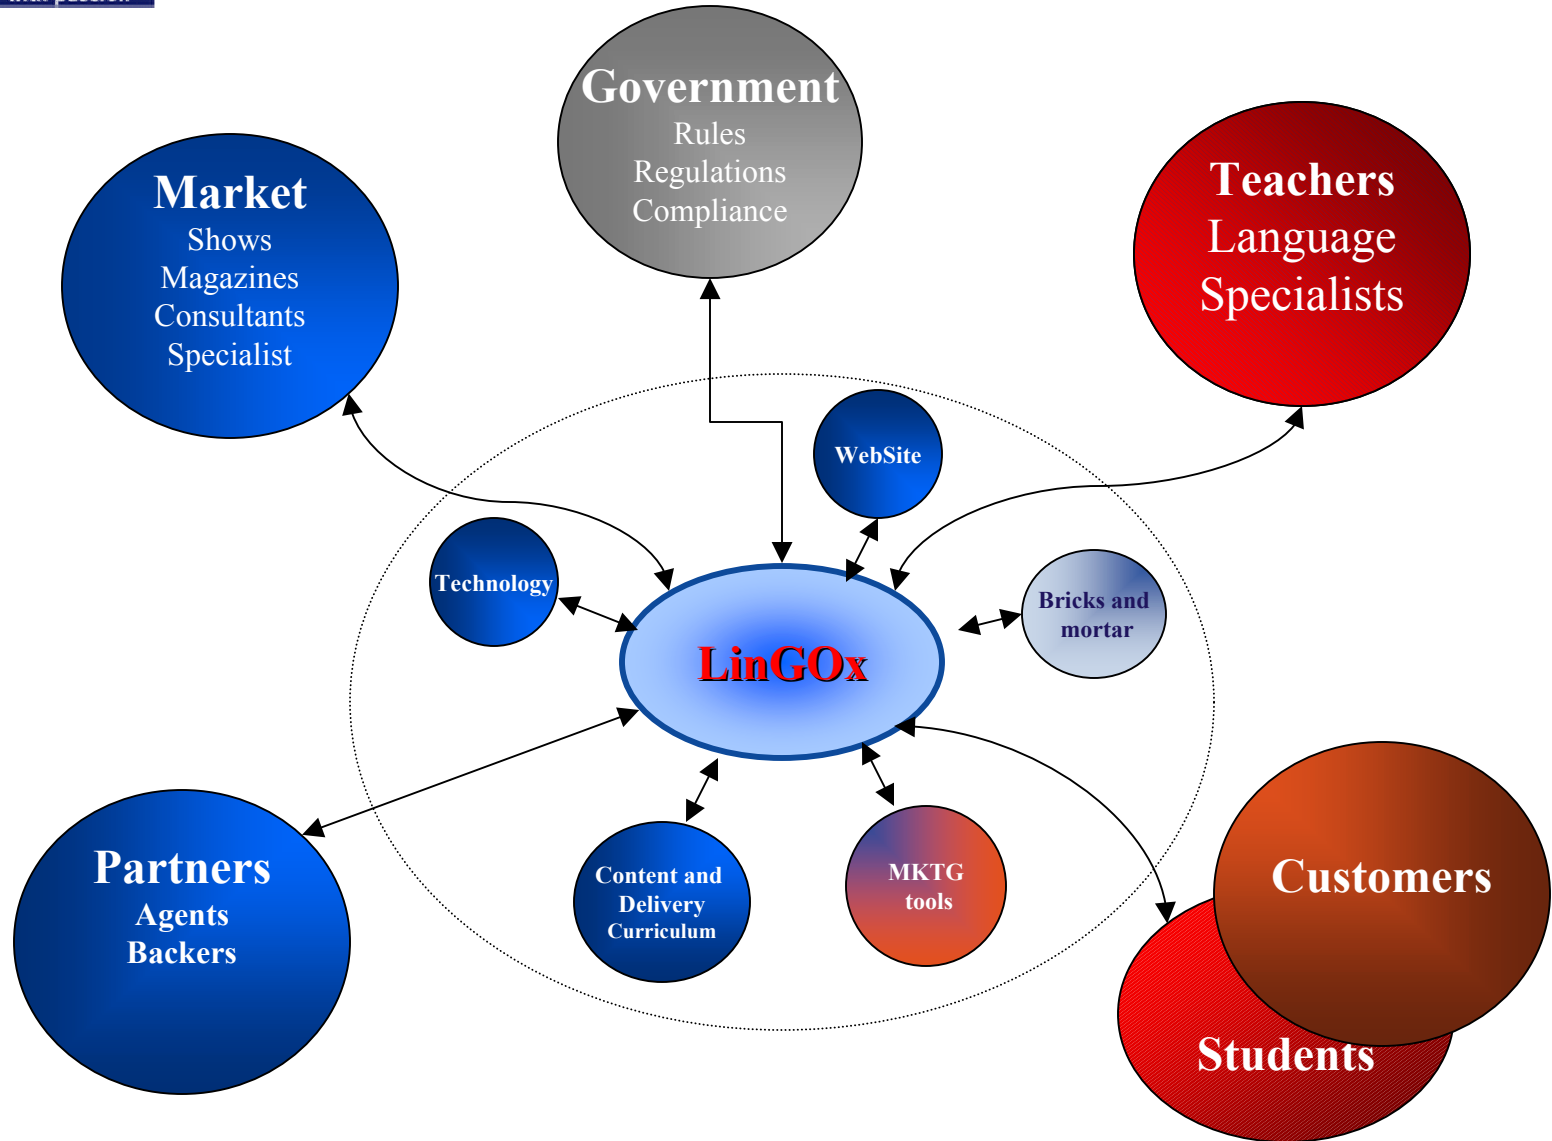 Government
Rules
Regulations
Compliance
Market
Shows
Magazines
Consultants
Specialist
Teachers
Language
Specialists
WebSite
Technology
Bricks and
mortar
LinGOx
Partners
Agents
Backers
Content and
Delivery
Curriculum
MKTG
tools
Customers
Students